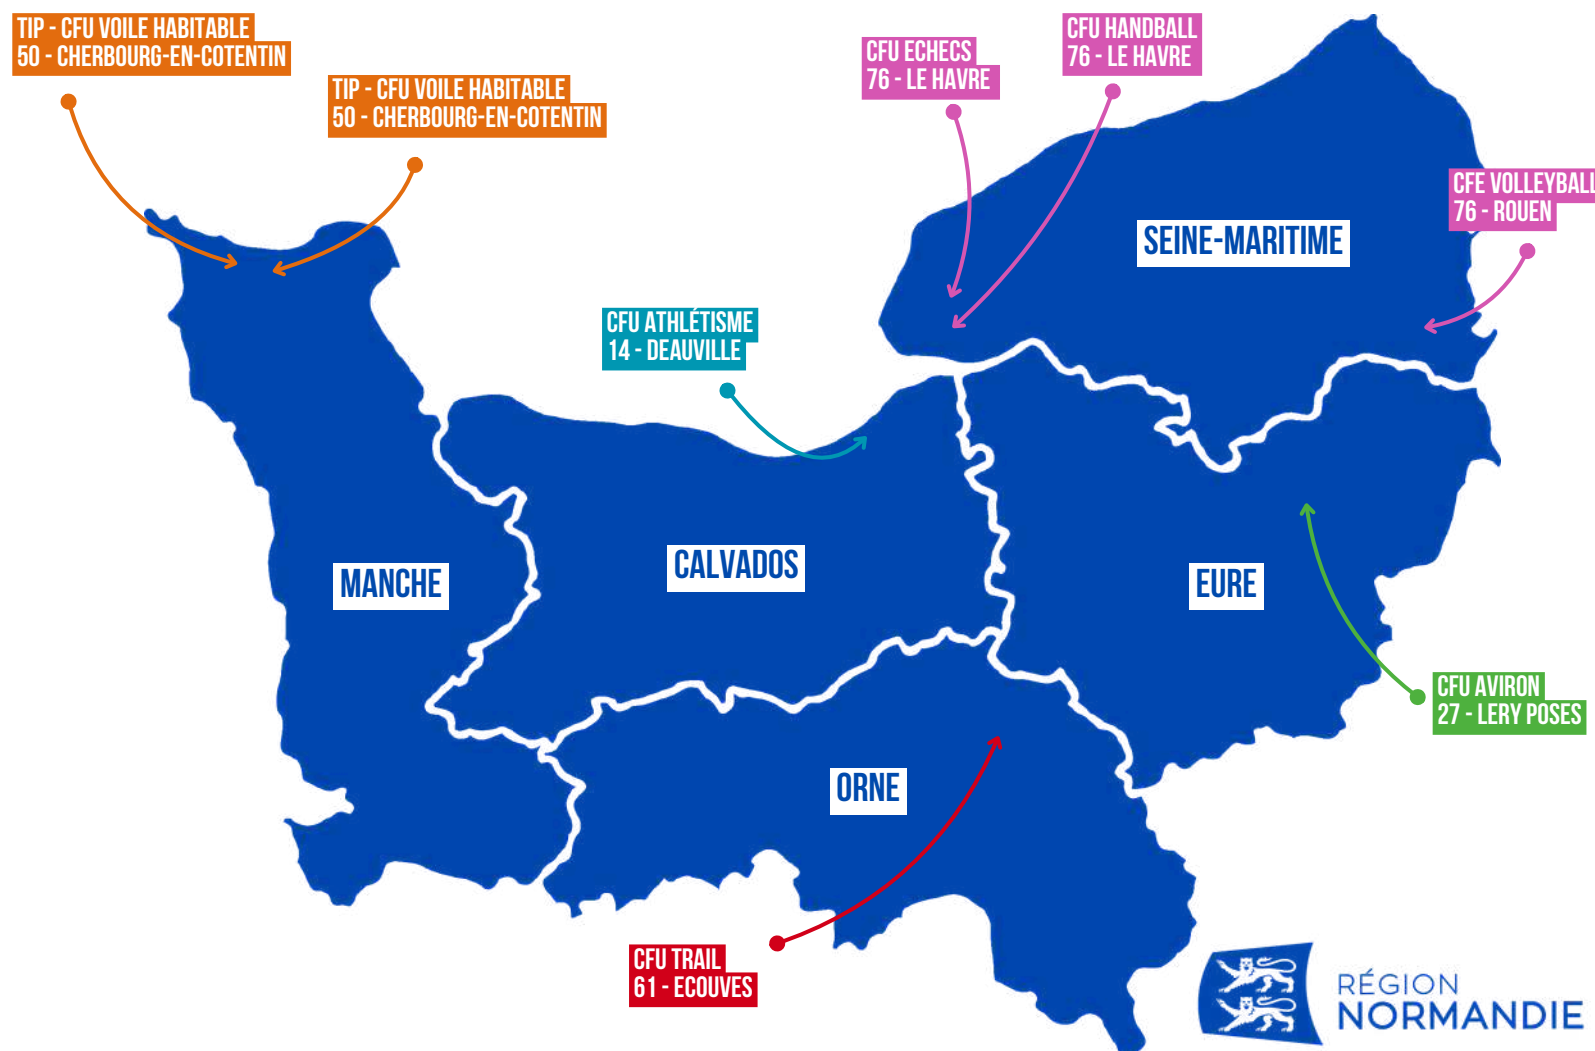 TIP - CFU VOILE HABITABLE
50 - CHERBOURG-EN-COTENTIN
TIP - CFU VOILE HABITABLE
50 - CHERBOURG-EN-COTENTIN
CFU ECHECS
76 - LE HAVRE
CFU HANDBALL
76 - LE HAVRE
CFE VOLLEYBALL
76 - ROUEN
SEINE-MARITIME
CFU ATHLÉTISME
14 - DEAUVILLE
MANCHE
CALVADOS
EURE
CFU AVIRON
27 - LERY POSES
ORNE
CFU TRAIL
61 - ECOUVES
RÉGION
NORMANDIE